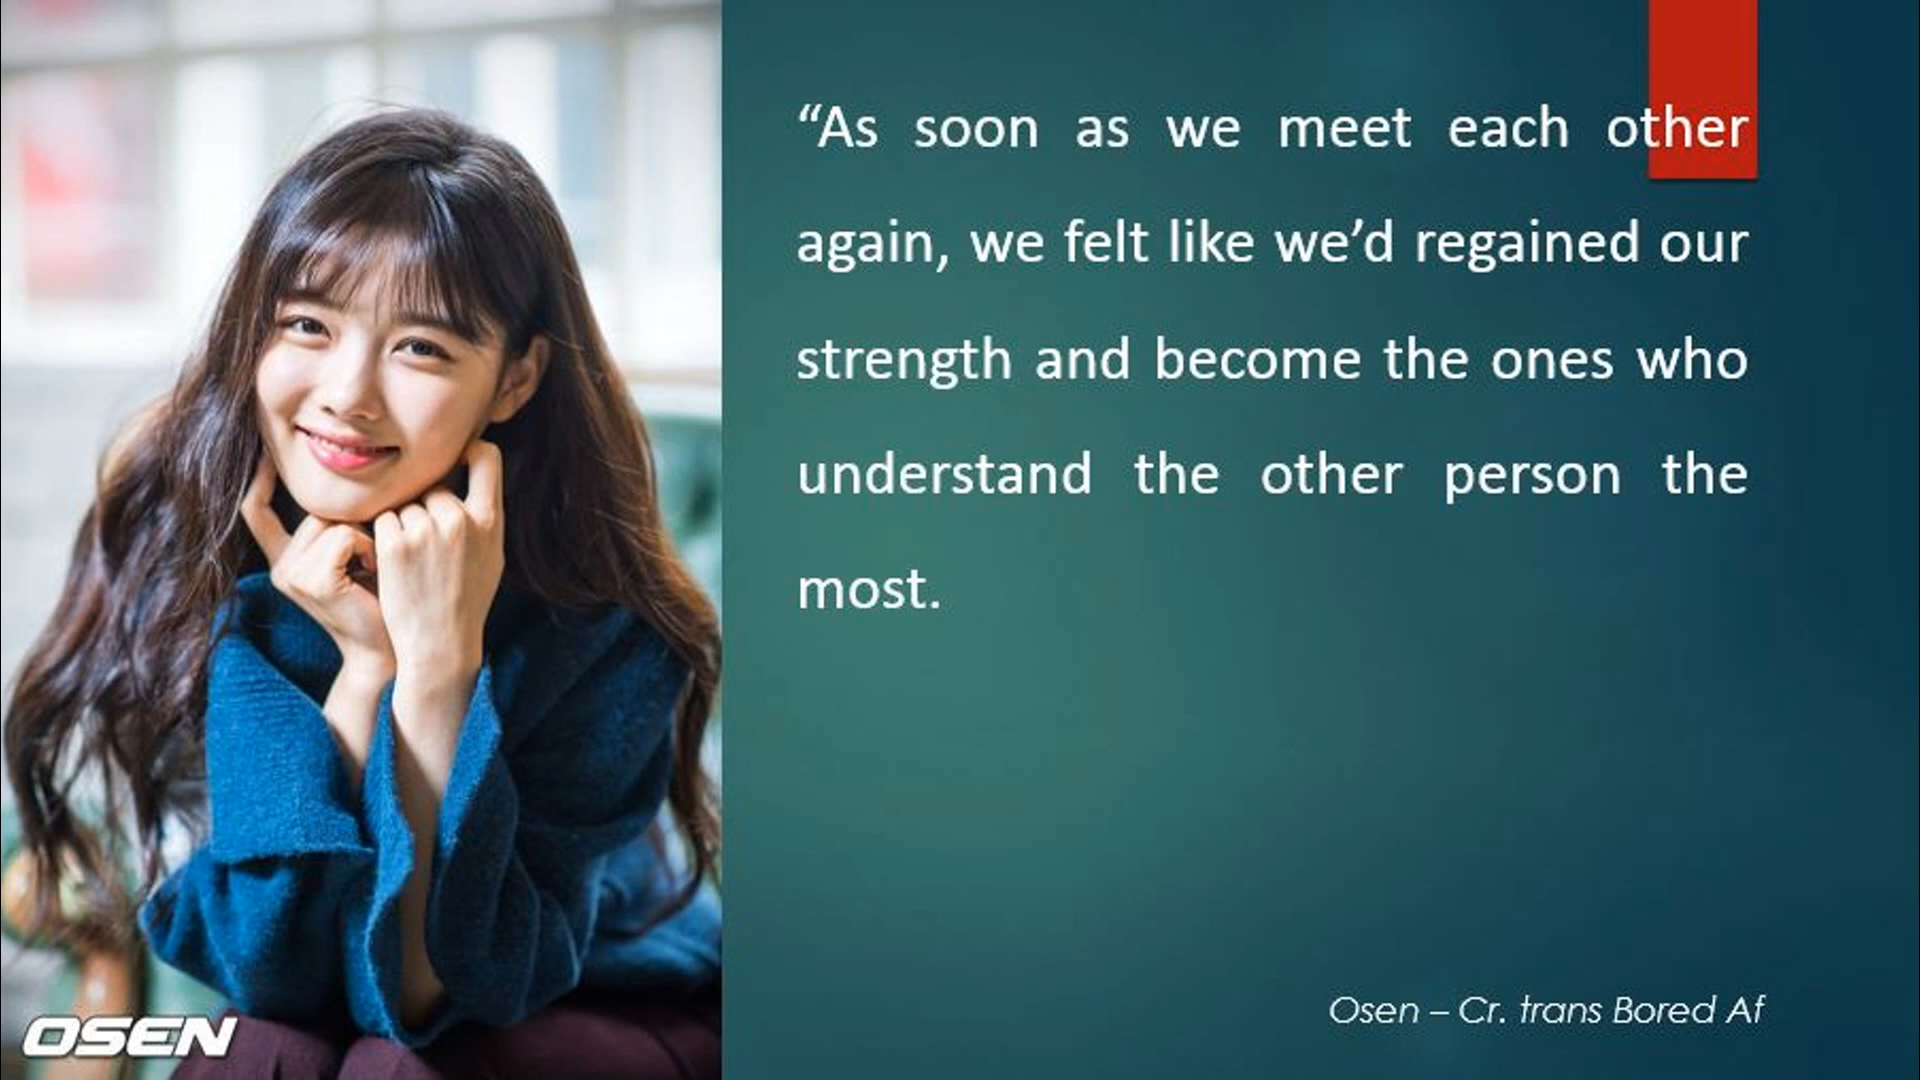 “As soon as we meet each other
again, we felt like we’d regained our
strength and become the ones who
understand the other person the
most.
Osen – Cr. trans Bored Af
OSEN